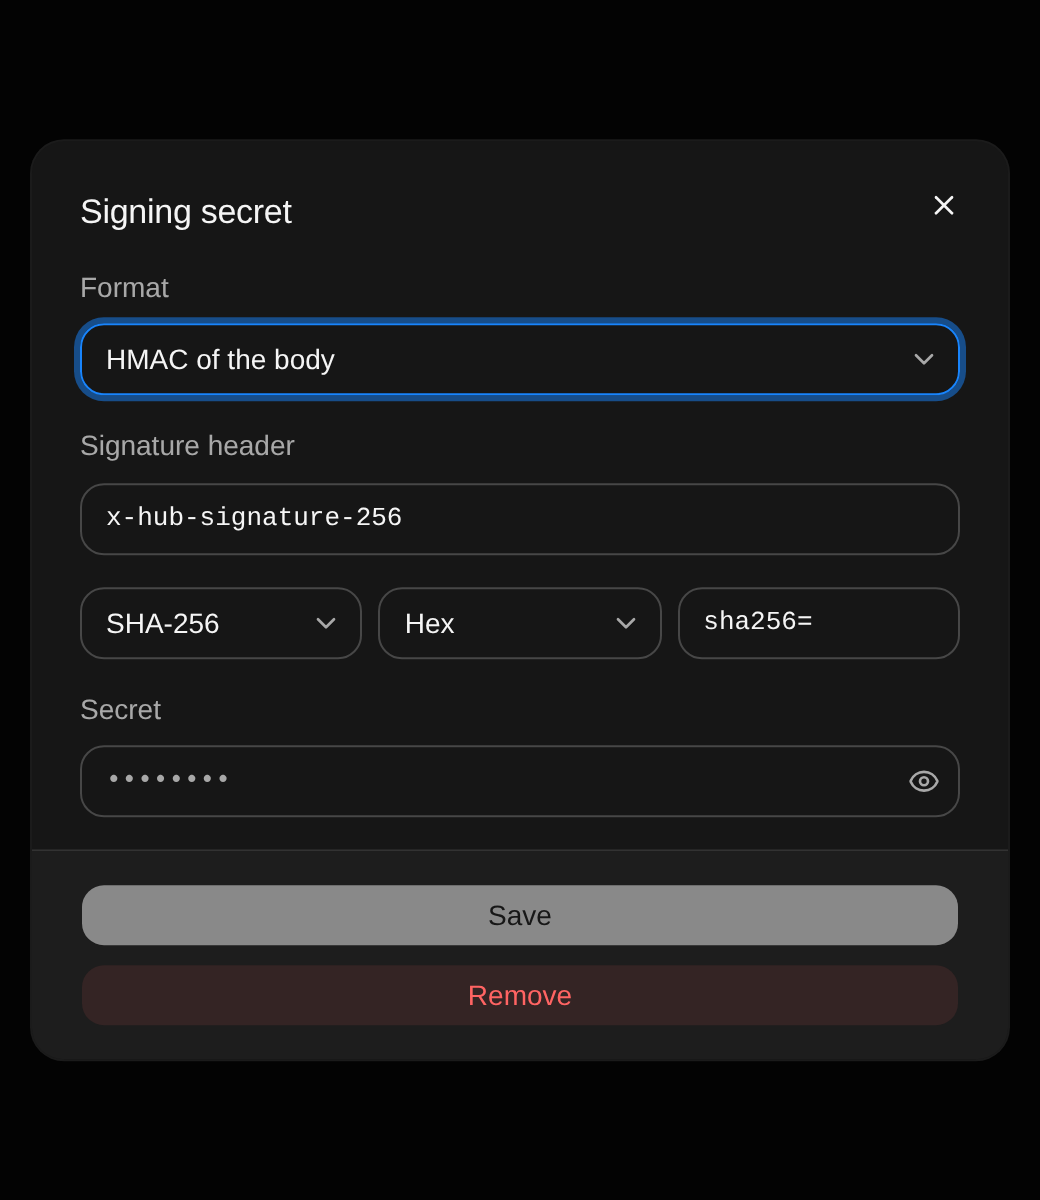 Signing secret
Format
HMAC of the body
Signature header
x-hub-signature-256
SHA-256
Hex
sha256=
Secret
••••••••
Save
Remove